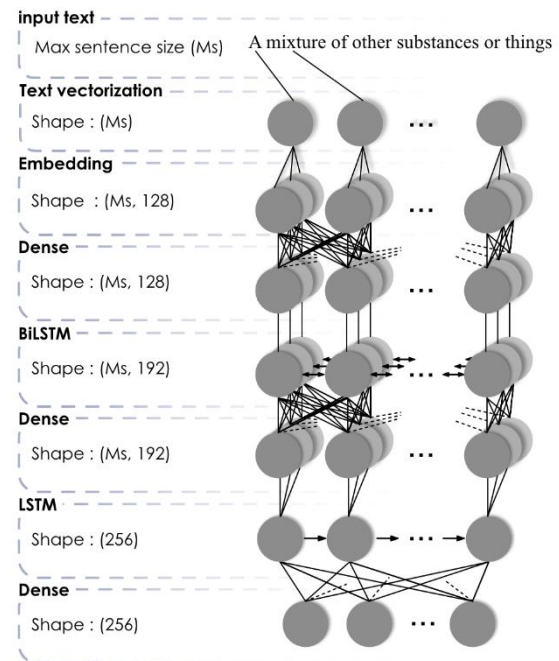 input text
Max sentence size (Ms) A mixture of other substances or things
Text vectorization
Shape : (Ms)
...
Embedding
Shape : (Ms, 128)
...
Dense
Shape : (Ms, 128)
...
BiLSTM
Shape : (Ms, 192)
...
Dense
Shape : (Ms, 192)
...
LSTM
Shape : (256)
...
Dense
Shape : (256)
...